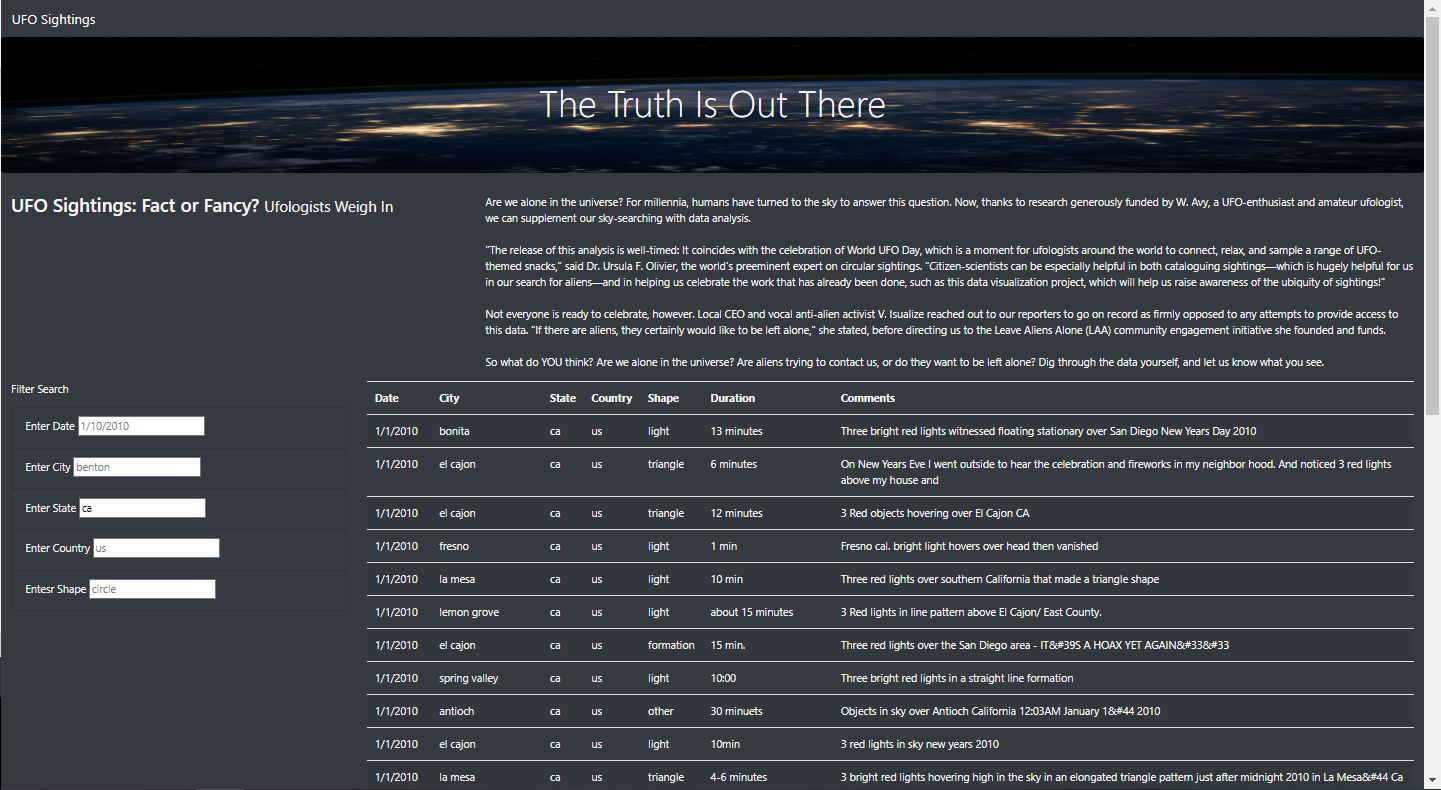 UFO Sightings
The Truth Is Out There
UFO Sightings: Fact or Fancy? Ufologists Weigh In
Are we alone in the universe? For millennia, humans have turned to the sky to answer this question. Now, thanks to research generously funded by W. Avy, a UFO-enthusiast and amateur ufologist,
we can supplement our sky-searching with data analysis.
"The release of this analysis is well-timed: It coincides with the celebration of World UFO Day, which is a moment for ufologists around the world to connect, relax, and sample a range of UFO-
themed snacks," said Dr. Ursula F. Olivier, the world's preeminent expert on circular sightings. "Citizen-scientists can be especially helpful in both cataloguing sightings—which is hugely helpful for us
in our search for aliens—and in helping us celebrate the work that has already been done, such as this data visualization project, which will help us raise awareness of the ubiquity of sightings!"
Not everyone is ready to celebrate, however. Local CEO and vocal anti-alien activist V. Isualize reached out to our reporters to go on record as firmly opposed to any attempts to provide access to
this data. "If there are aliens, they certainly would like to be left alone," she stated, before directing us to the Leave Aliens Alone (LAA) community engagement initiative she founded and funds.
So what do YOU think? Are we alone in the universe? Are aliens trying to contact us, or do they want to be left alone? Dig through the data yourself, and let us know what you see.
Filter Search
Enter Date 1/10/2010
Enter City benton
Enter State ca
Enter Country us
Entesr Shape circle
Date City State Country Shape Duration Comments
1/1/2010 bonita ca us light 13 minutes Three bright red lights witnessed floating stationary over San Diego New Years Day 2010
1/1/2010 el cajon ca us triangle 6 minutes On New Years Eve I went outside to hear the celebration and fireworks in my neighbor hood. And noticed 3 red lights
above my house and
1/1/2010 el cajon ca us triangle 12 minutes 3 Red objects hovering over El Cajon CA
1/1/2010 fresno ca us light 1 min Fresno cal. bright light hovers over head then vanished
1/1/2010 la mesa ca us light 10 min Three red lights over southern California that made a triangle shape
1/1/2010 lemon grove ca us light about 15 minutes 3 Red lights in line pattern above El Cajon/ East County.
1/1/2010 el cajon ca us formation 15 min. Three red lights over the San Diego area - IT&#39S A HOAX YET AGAIN&#33&#33
1/1/2010 spring valley ca us light 10:00 Three bright red lights in a straight line formation
1/1/2010 antioch ca us other 30 minuets Objects in sky over Antioch California 12:03AM January 1&#44 2010
1/1/2010 el cajon ca us light 10min 3 red lights in sky new years 2010
1/1/2010 la mesa ca us triangle 4-6 minutes 3 bright red lights hovering high in the sky in an elongated triangle pattern just after midnight 2010 in La Mesa&#44 Ca